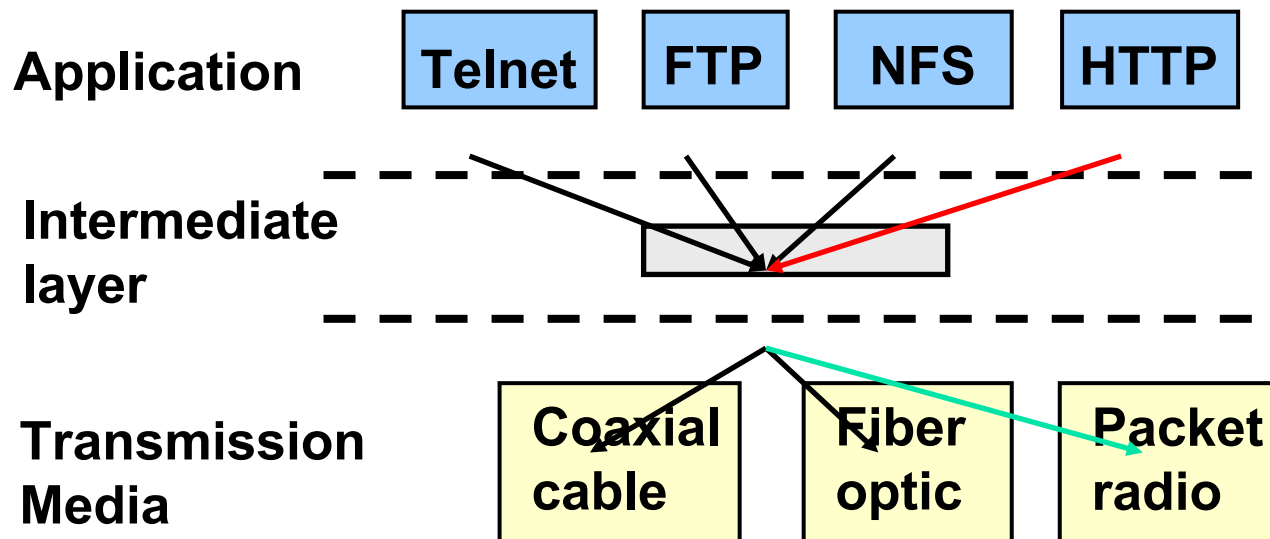 Application
Telnet
FTP
NFS
HTTP
Intermediate
layer
Transmission
Media
Coaxial
cable
Fiber
optic
Packet
radio